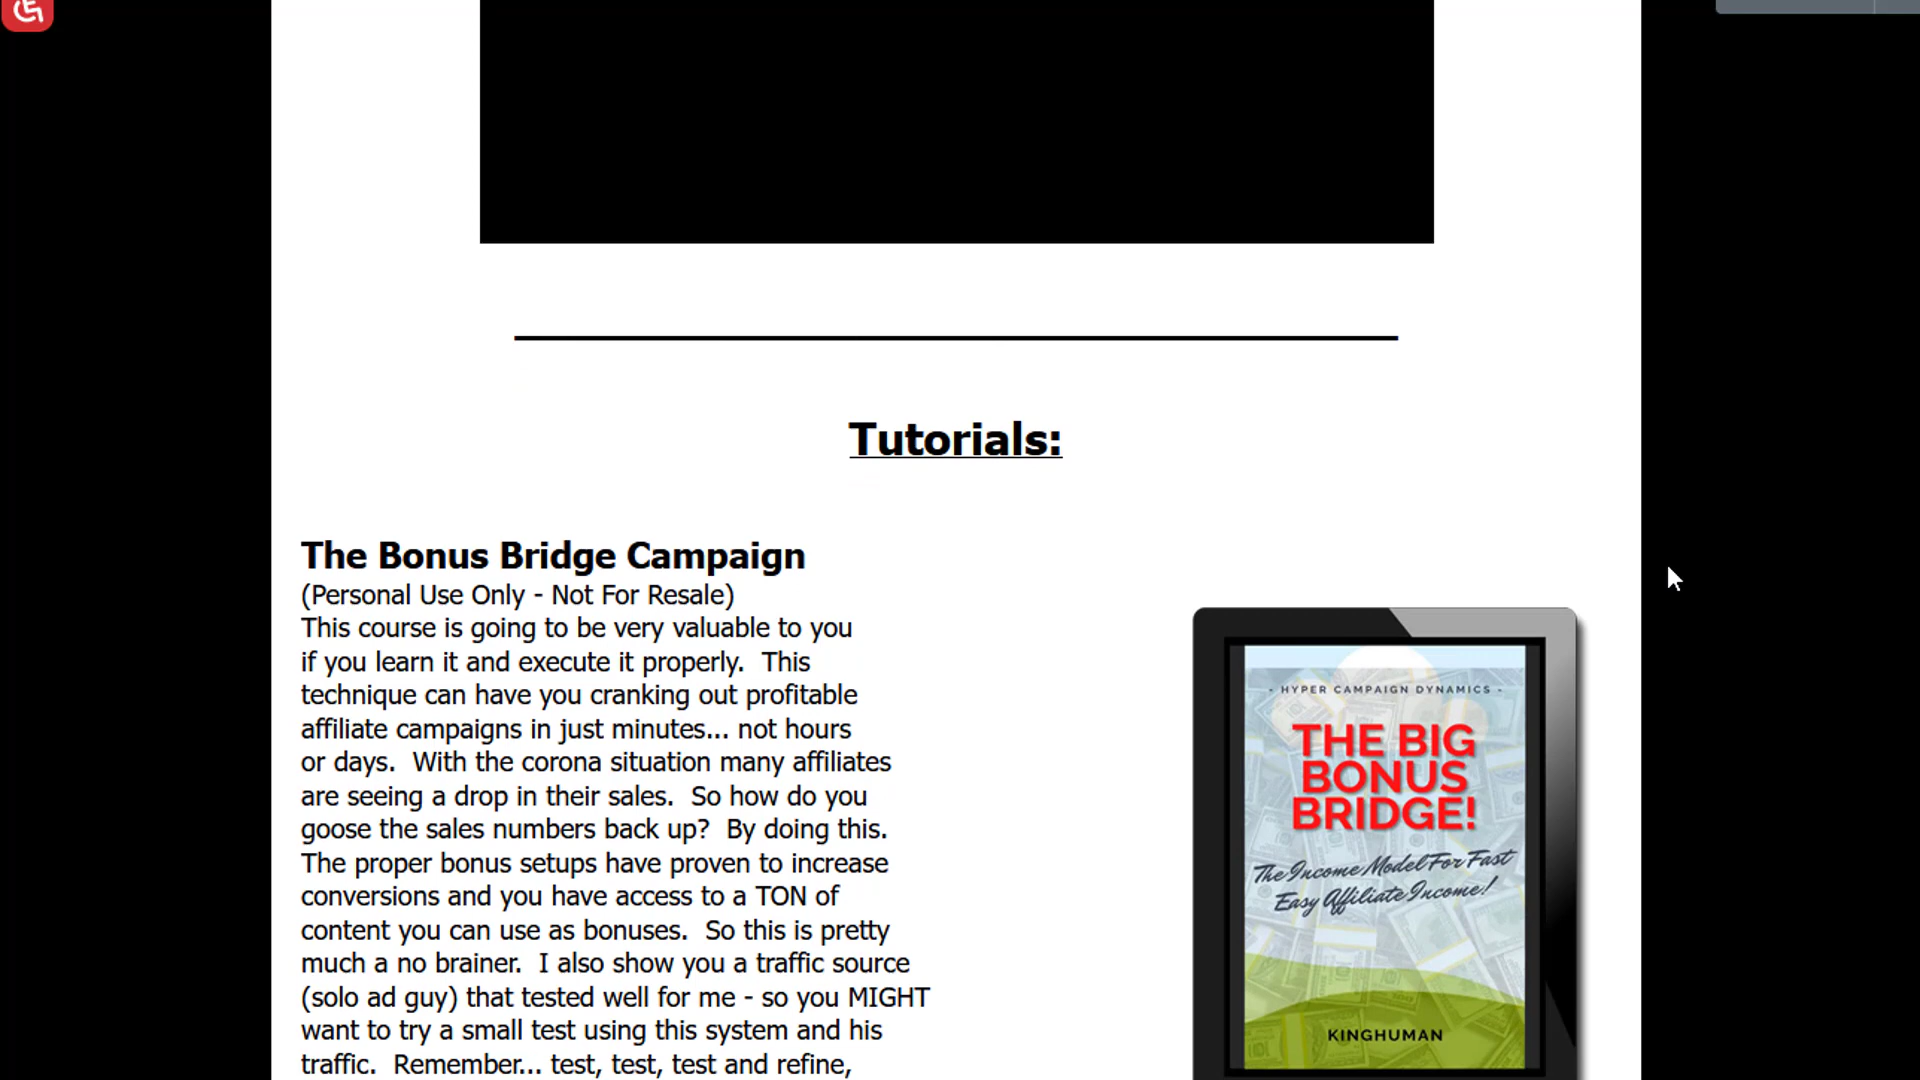 Tutorials:
The Bonus Bridge Campaign
(Personal Use Only - Not For Resale)
This course is going to be very valuable to you
if you learn it and execute it properly.  This
technique can have you cranking out profitable
affiliate campaigns in just minutes... not hours
or days.  With the corona situation many affiliates
are seeing a drop in their sales.  So how do you
goose the sales numbers back up?  By doing this.
The proper bonus setups have proven to increase
conversions and you have access to a TON of
content you can use as bonuses.  So this is pretty
much a no brainer.  I also show you a traffic source
(solo ad guy) that tested well for me - so you MIGHT
want to try a small test using this system and his
traffic.  Remember... test, test, test and refine,
- HYPER CAMPAIGN DYNAMICS -
THE BIG
BONUS
BRIDGE!
The Income Model For Fast
Easy Affiliate Income!
KINGHUMAN